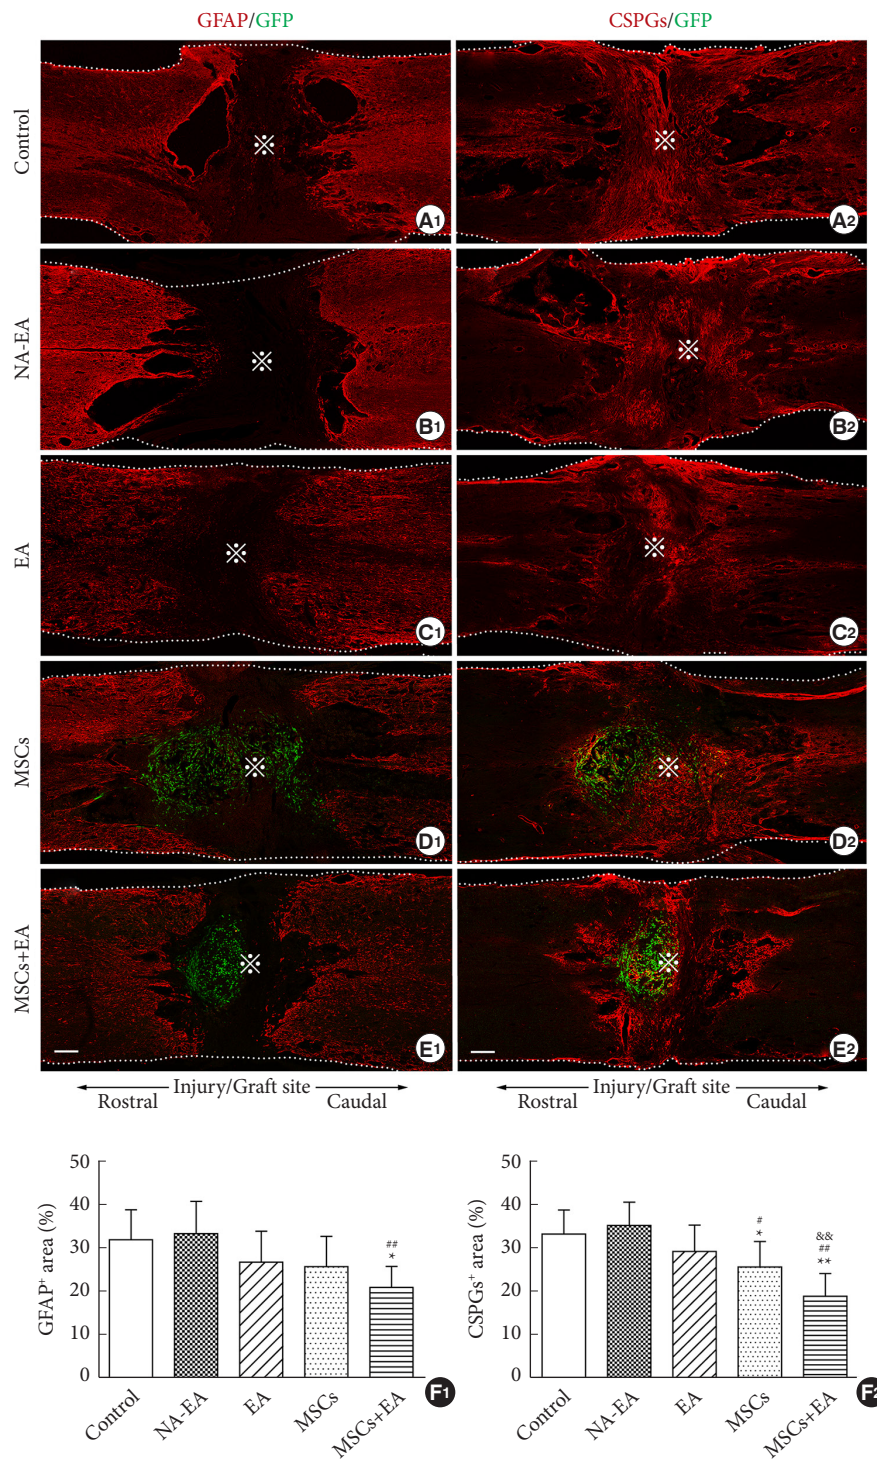 GFAP/GFP
CSPGs/GFP
Control
※
A1
※
A2
NA-EA
※
B1
※
B2
EA
※
C1
※
C2
MSCs
※
D1
※
D2
MSCs+EA
※
E1
※
E2
Injury/Graft site
Rostral
Caudal
Injury/Graft site
Rostral
Caudal
GFAP⁺ area (%)
50
40
30
20
10
0
##
*
Control
NA-EA
EA
MSCs
MSCs+EA
F1
CSPGs⁺ area (%)
50
40
30
20
10
0
#
*
&&
##
**
Control
NA-EA
EA
MSCs
MSCs+EA
F2